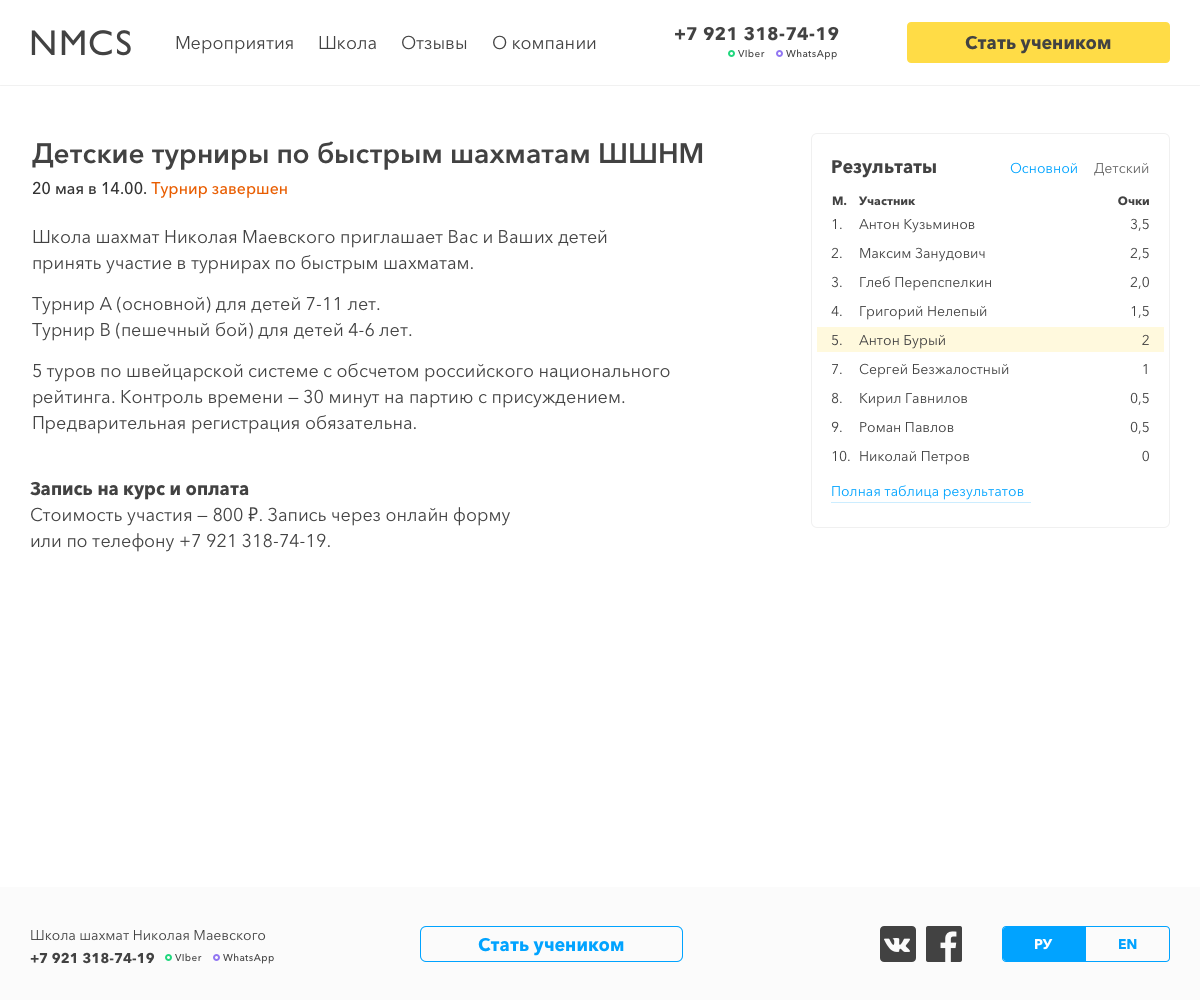 NMCS
Мероприятия Школа Отзывы О компании
+7 921 318-74-19
VIber WhatsApp
Стать учеником
Детские турниры по быстрым шахматам ШШНМ
20 мая в 14.00. Турнир завершен
Школа шахмат Николая Маевского приглашает Вас и Ваших детей
принять участие в турнирах по быстрым шахматам.
Турнир А (основной) для детей 7-11 лет.
Турнир В (пешечный бой) для детей 4-6 лет.
5 туров по швейцарской системе с обсчетом российского национального
рейтинга. Контроль времени — 30 минут на партию с присуждением.
Предварительная регистрация обязательна.
Запись на курс и оплата
Стоимость участия — 800 ₽. Запись через онлайн форму
или по телефону +7 921 318-74-19.
Результаты Основной Детский
М. Участник Очки
1. Антон Кузьминов 3,5
2. Максим Занудович 2,5
3. Глеб Перепспелкин 2,0
4. Григорий Нелепый 1,5
5. Антон Бурый 2
7. Сергей Безжалостный 1
8. Кирил Гавнилов 0,5
9. Роман Павлов 0,5
10. Николай Петров 0
Полная таблица результатов
Школа шахмат Николая Маевского
+7 921 318-74-19 VIber WhatsApp
Стать учеником
РУ EN